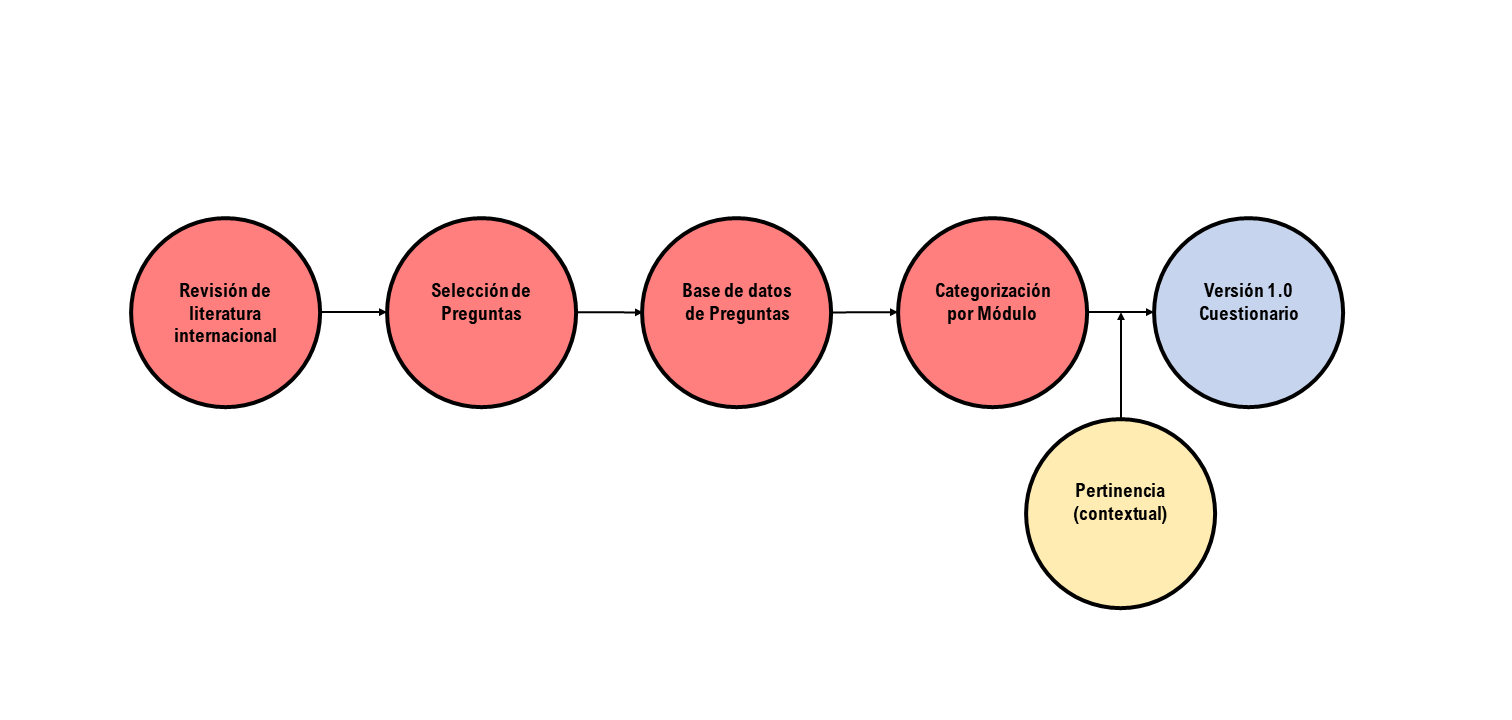 Revisión de
literatura
internacional
Selección de
Preguntas
Base de datos
de Preguntas
Categorización
por Módulo
Versión 1.0
Cuestionario
Pertinencia
(contextual)